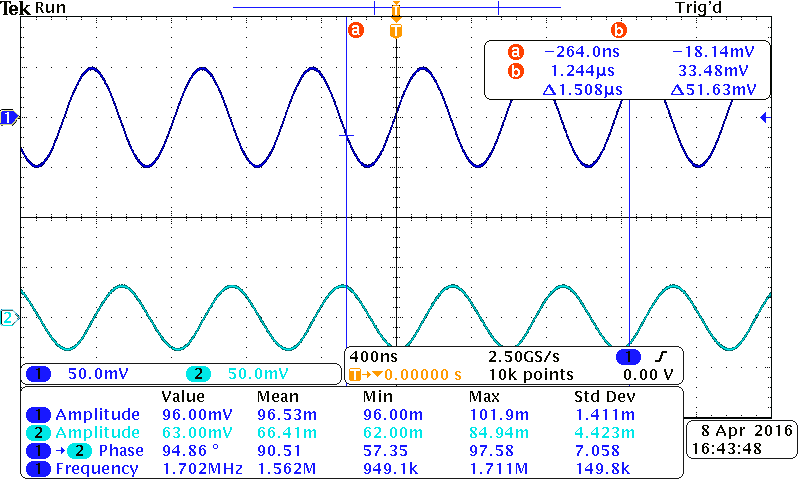 Tek Run Trig'd
T
a b T
a −264.0ns −18.14mV
b 1.244µs 33.48mV
Δ1.508µs Δ51.63mV
1
2
1 50.0mV 2 50.0mV
400ns 2.50GS/s 1
T→▼0.00000 s 10k points 0.00 V
Value Mean Min Max Std Dev
1 Amplitude 96.00mV 96.53m 96.00m 101.9m 1.411m
2 Amplitude 63.00mV 66.41m 62.00m 84.94m 4.423m
1 → 2 Phase 94.86 ° 90.51 57.35 97.58 7.058
1 Frequency 1.702MHz 1.562M 949.1k 1.711M 149.8k
8 Apr 2016
16:43:48